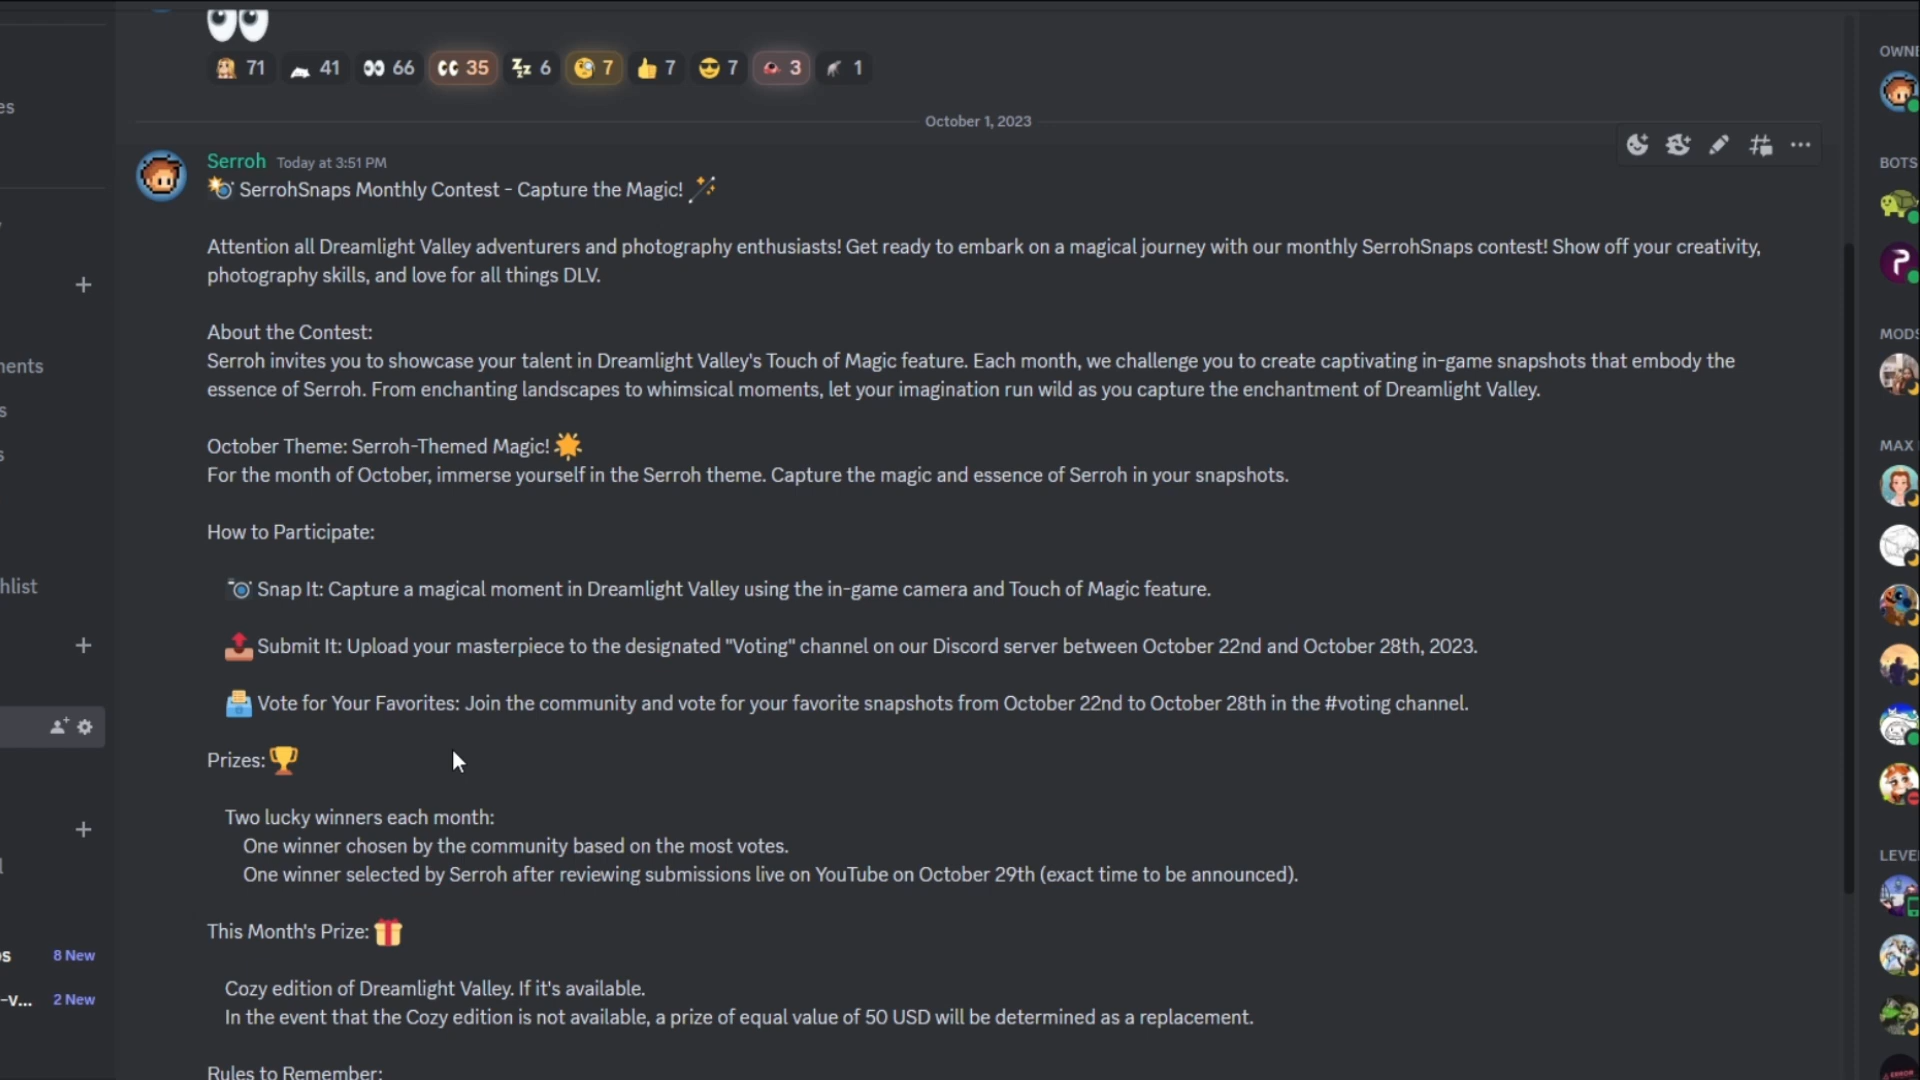 71 41 66 35 6 7 7 7 3 1
OWNE
October 1, 2023
es
Serroh Today at 3:51 PM
SerrohSnaps Monthly Contest - Capture the Magic!
BOTS
Attention all Dreamlight Valley adventurers and photography enthusiasts! Get ready to embark on a magical journey with our monthly SerrohSnaps contest! Show off your creativity,
photography skills, and love for all things DLV.
About the Contest:
MODS
Serroh invites you to showcase your talent in Dreamlight Valley's Touch of Magic feature. Each month, we challenge you to create captivating in-game snapshots that embody the
ments
essence of Serroh. From enchanting landscapes to whimsical moments, let your imagination run wild as you capture the enchantment of Dreamlight Valley.
s
October Theme: Serroh-Themed Magic!
MAX
s
For the month of October, immerse yourself in the Serroh theme. Capture the magic and essence of Serroh in your snapshots.
How to Participate:
hlist
Snap It: Capture a magical moment in Dreamlight Valley using the in-game camera and Touch of Magic feature.
Submit It: Upload your masterpiece to the designated "Voting" channel on our Discord server between October 22nd and October 28th, 2023.
Vote for Your Favorites: Join the community and vote for your favorite snapshots from October 22nd to October 28th in the #voting channel.
Prizes:
Two lucky winners each month:
One winner chosen by the community based on the most votes.
LEVE
One winner selected by Serroh after reviewing submissions live on YouTube on October 29th (exact time to be announced).
This Month's Prize:
os 8 New
Cozy edition of Dreamlight Valley. If it's available.
-v... 2 New
In the event that the Cozy edition is not available, a prize of equal value of 50 USD will be determined as a replacement.
Rules to Remember: